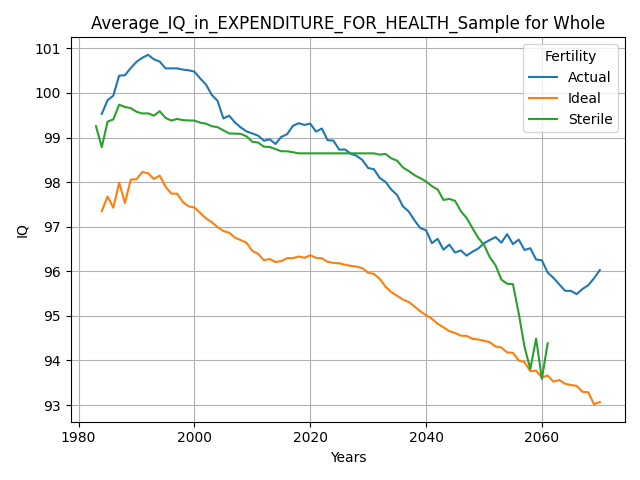 Average_IQ_in_EXPENDITURE_FOR_HEALTH_Sample for Whole
Fertility
Actual
Ideal
Sterile
IQ
101
100
99
98
97
96
95
94
93
1980
2000
2020
2040
2060
Years